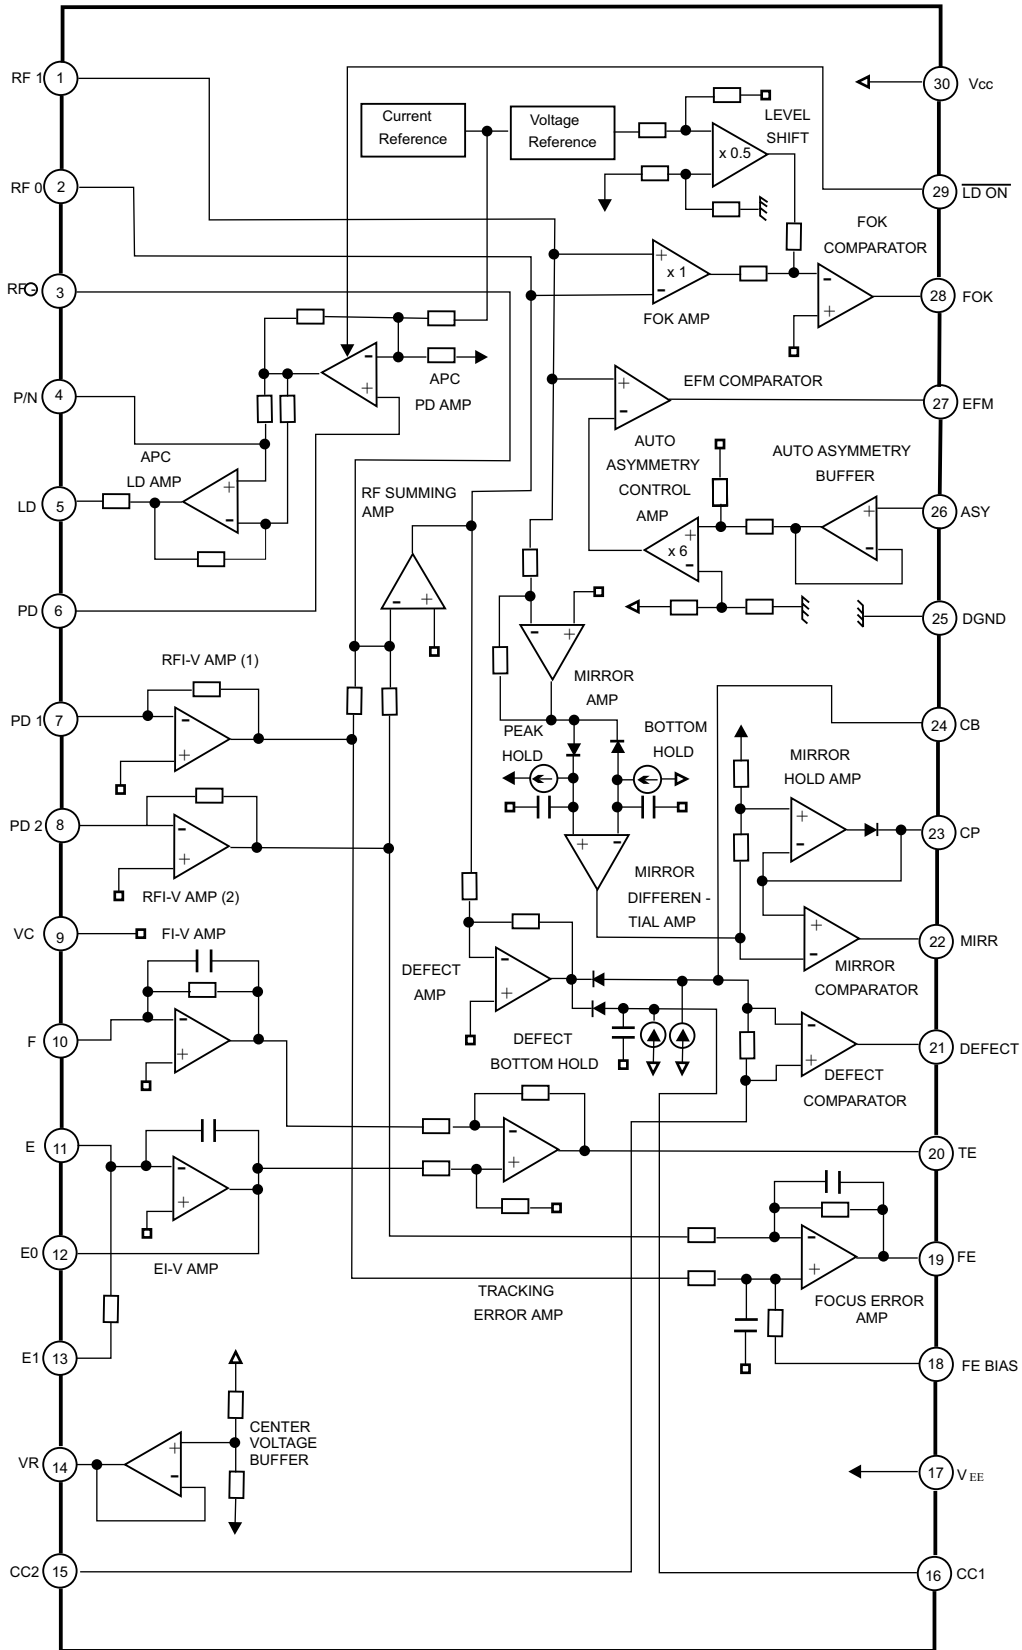 RF 1
1
RF 0
2
RF -
3
P/N
4
LD
5
PD
6
PD 1
7
PD 2
8
VC
9
F
10
E
11
E0
12
E1
13
VR
14
CC2
15
30
Vcc
29
LD ON
28
FOK
27
EFM
26
ASY
25
DGND
24
CB
23
CP
22
MIRR
21
DEFECT
20
TE
19
FE
18
FE BIAS
17
VEE
16
CC1
Current
Reference
Voltage
Reference
LEVEL
SHIFT
x 0.5
FOK
COMPARATOR
-
+
+
x 1
-
FOK AMP
-
+
APC
PD AMP
APC
LD AMP
+
-
EFM COMPARATOR
+
-
AUTO
ASYMMETRY
CONTROL
AMP
+
x 6
-
AUTO ASYMMETRY
BUFFER
+
-
RF SUMMING
AMP
- +
- +
MIRROR
AMP
RFI-V AMP (1)
-
+
-
+
RFI-V AMP (2)
PEAK
HOLD
BOTTOM
HOLD
+ -
MIRROR
DIFFEREN -
TIAL AMP
MIRROR
HOLD AMP
+
-
+
-
MIRROR
COMPARATOR
FI-V AMP
-
+
DEFECT
AMP
-
+
DEFECT
BOTTOM HOLD
-
+
DEFECT
COMPARATOR
-
+
EI-V AMP
-
+
TRACKING
ERROR AMP
-
+
FOCUS ERROR
AMP
CENTER
VOLTAGE
BUFFER
+
-